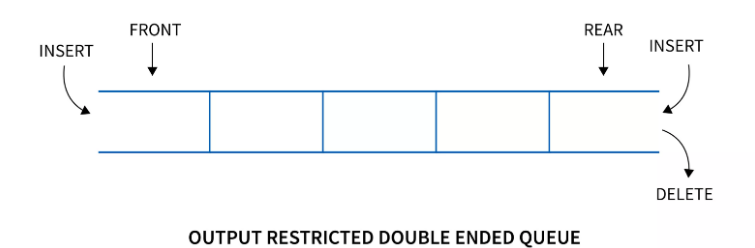 FRONT
REAR
INSERT
INSERT
DELETE
OUTPUT RESTRICTED DOUBLE ENDED QUEUE